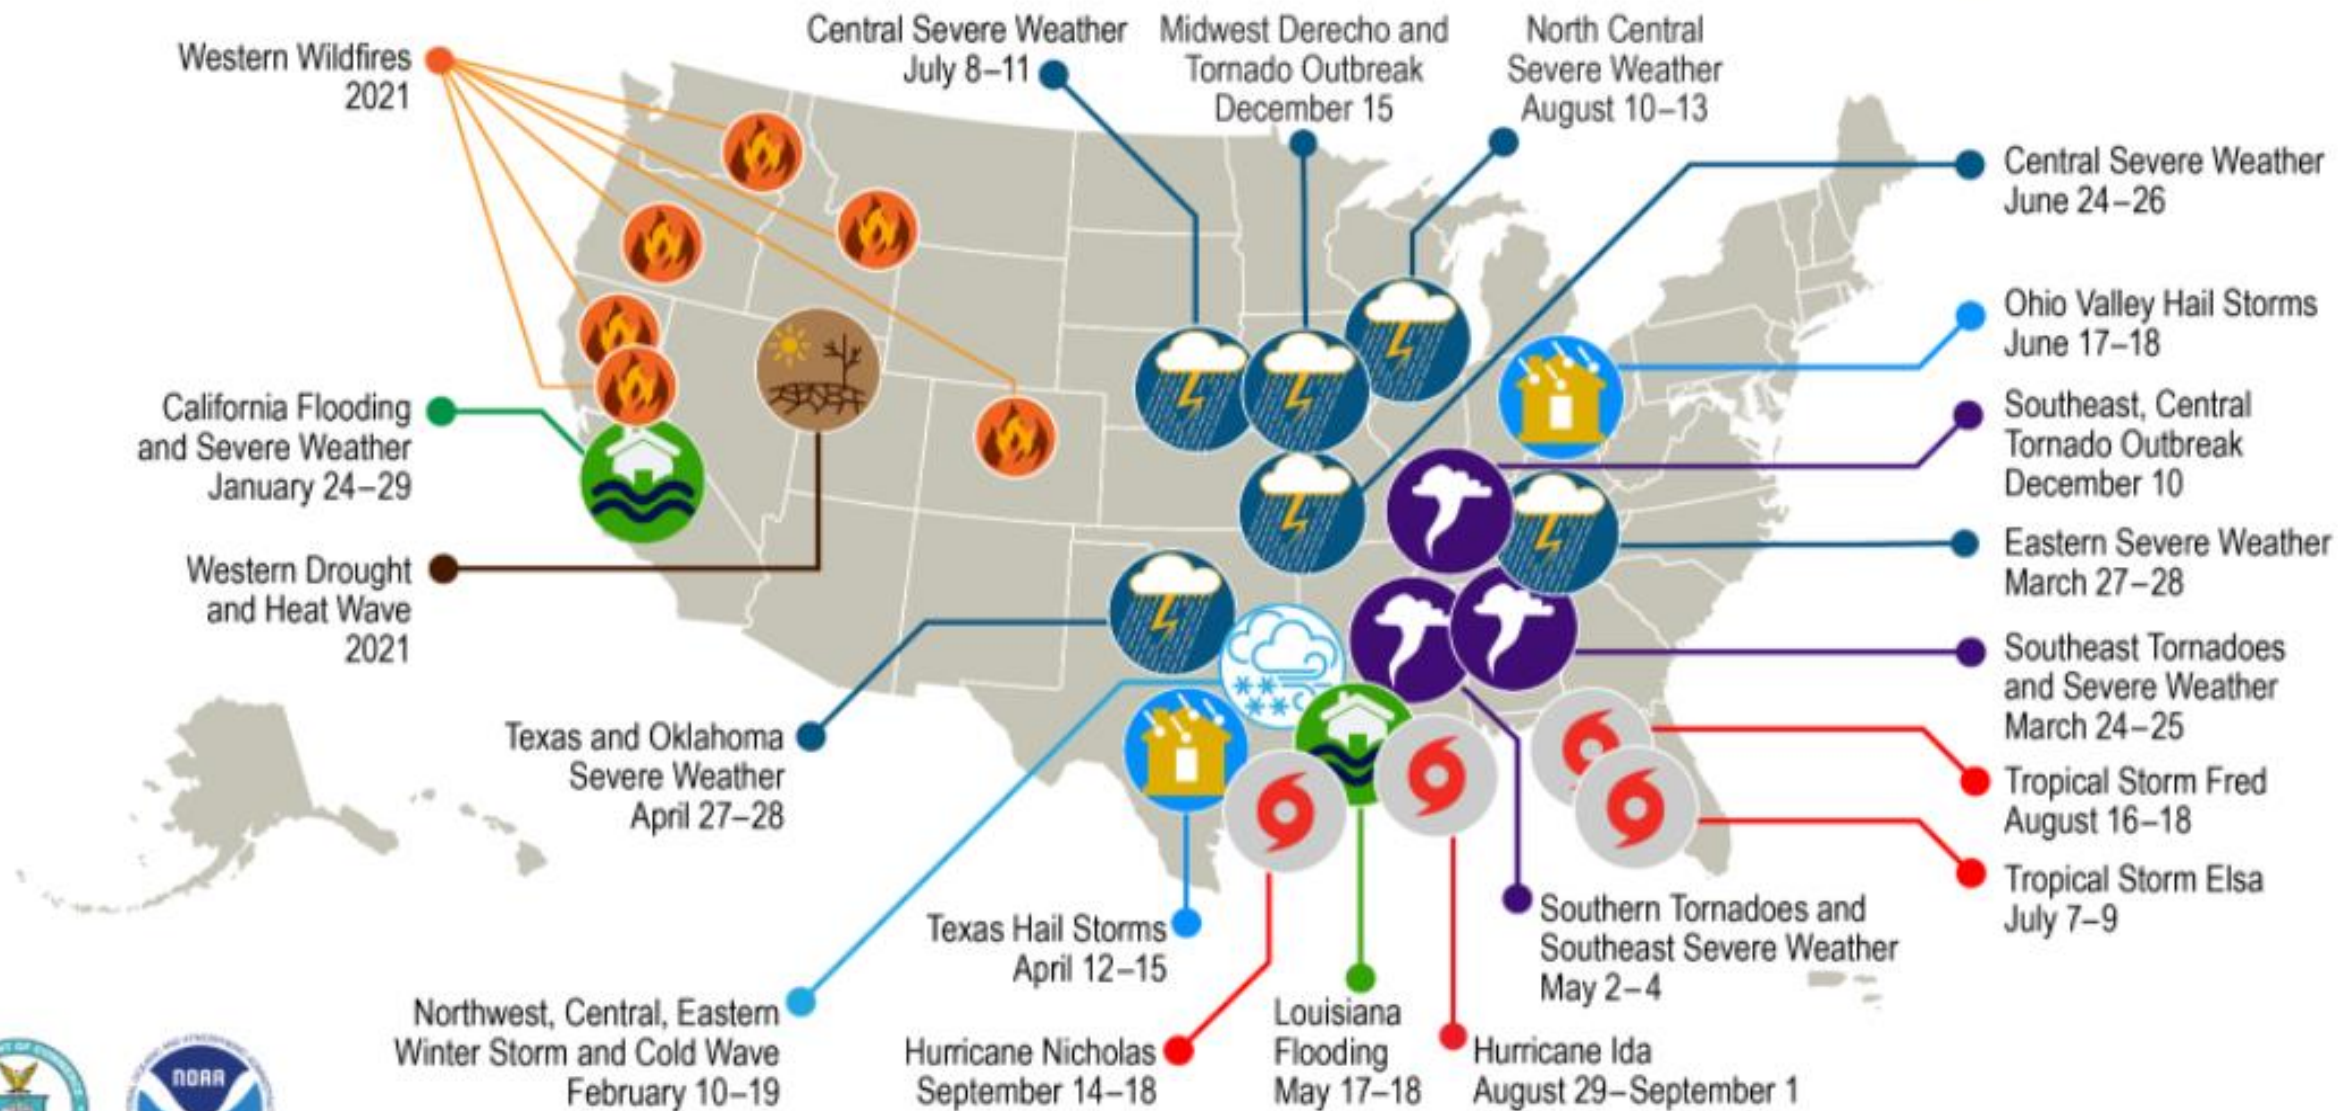 Western Wildfires
2021
Central Severe Weather
July 8–11
Midwest Derecho and
Tornado Outbreak
December 15
North Central
Severe Weather
August 10–13
Central Severe Weather
June 24–26
Ohio Valley Hail Storms
June 17–18
Southeast, Central
Tornado Outbreak
December 10
Eastern Severe Weather
March 27–28
Southeast Tornadoes
and Severe Weather
March 24–25
Tropical Storm Fred
August 16–18
Tropical Storm Elsa
July 7–9
California Flooding
and Severe Weather
January 24–29
Western Drought
and Heat Wave
2021
Texas and Oklahoma
Severe Weather
April 27–28
Texas Hail Storms
April 12–15
Southern Tornadoes and
Southeast Severe Weather
May 2–4
Northwest, Central, Eastern
Winter Storm and Cold Wave
February 10–19
Hurricane Nicholas
September 14–18
Louisiana
Flooding
May 17–18
Hurricane Ida
August 29–September 1
NOAA